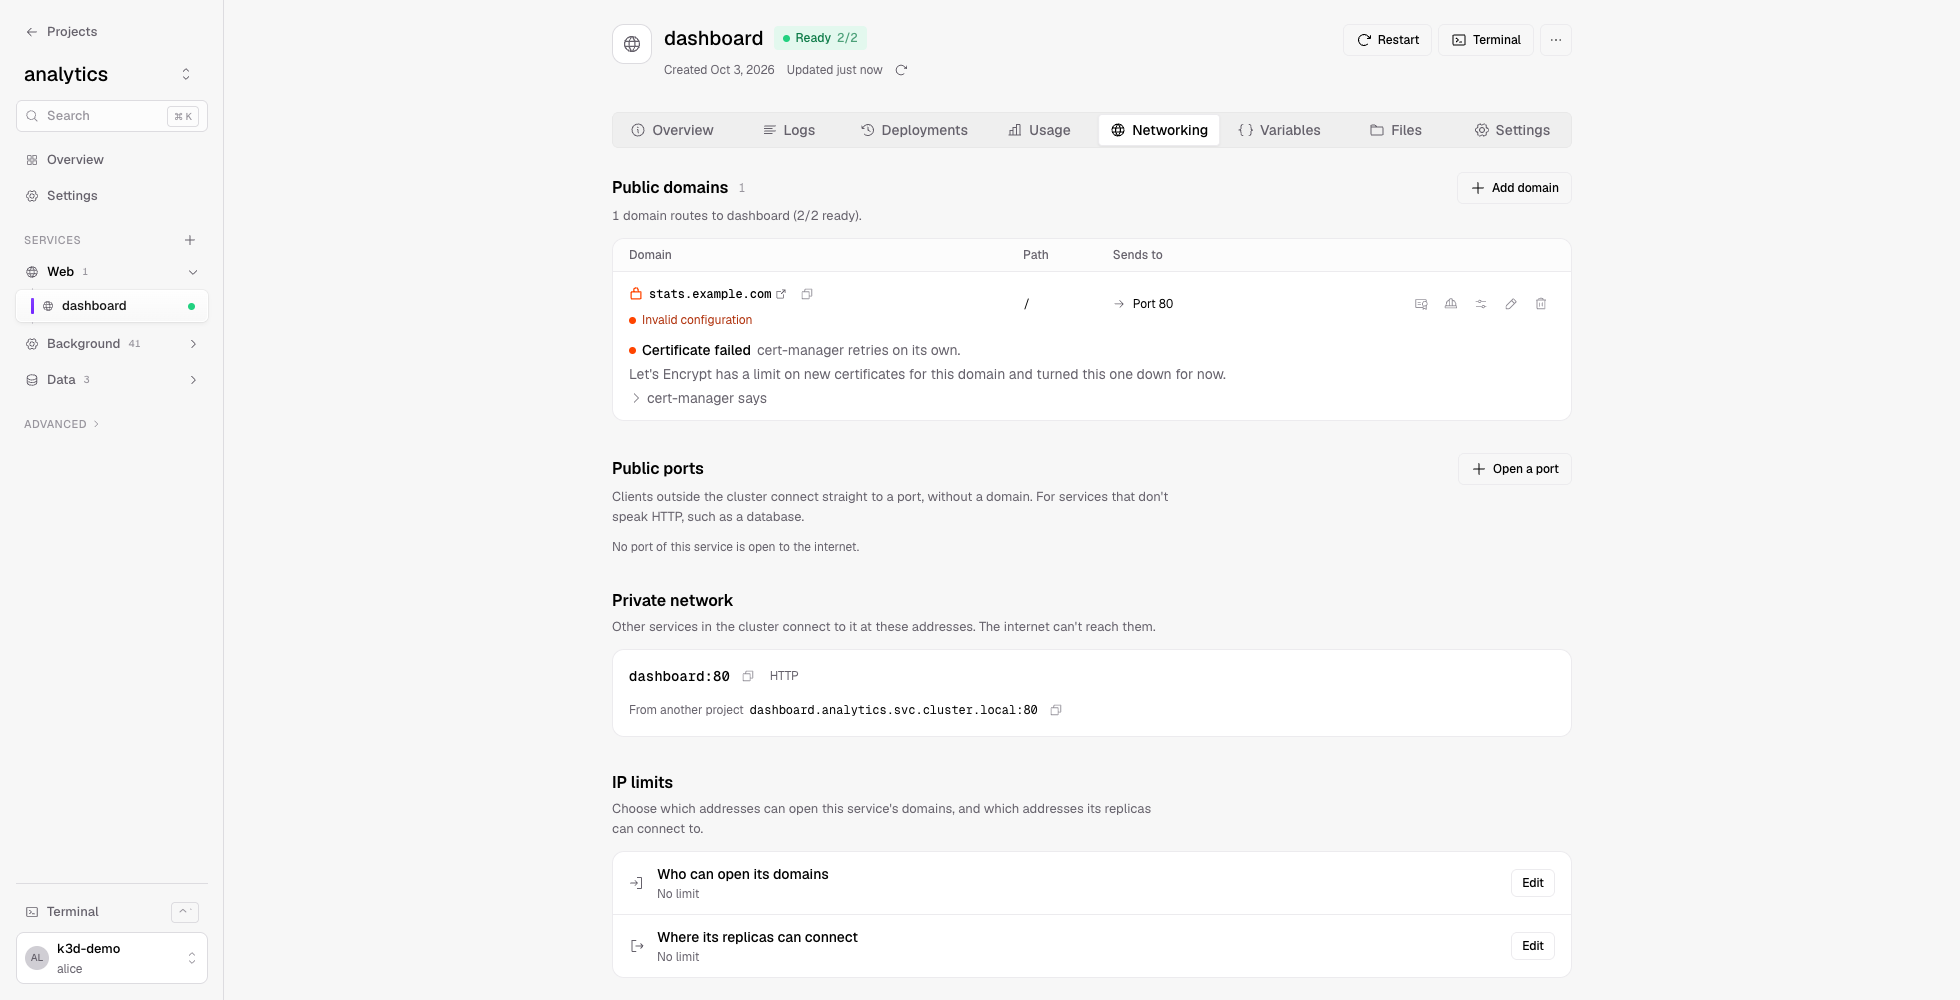 Projects
analytics
Search
⌘ K
Overview
Settings
SERVICES
Web 1
dashboard
Background 41
Data 3
ADVANCED
Terminal
^ `
AL
k3d-demo
alice
dashboard
Ready 2/2
Created Oct 3, 2026 Updated just now
Restart
Terminal
...
Overview
Logs
Deployments
Usage
Networking
Variables
Files
Settings
Public domains 1
Add domain
1 domain routes to dashboard (2/2 ready).
Domain Path Sends to
stats.example.com
/
Port 80
Invalid configuration
Certificate failed cert-manager retries on its own.
Let's Encrypt has a limit on new certificates for this domain and turned this one down for now.
cert-manager says
Public ports
Open a port
Clients outside the cluster connect straight to a port, without a domain. For services that don't
speak HTTP, such as a database.
No port of this service is open to the internet.
Private network
Other services in the cluster connect to it at these addresses. The internet can't reach them.
dashboard:80 HTTP
From another project dashboard.analytics.svc.cluster.local:80
IP limits
Choose which addresses can open this service's domains, and which addresses its replicas
can connect to.
Who can open its domains
No limit
Edit
Where its replicas can connect
No limit
Edit